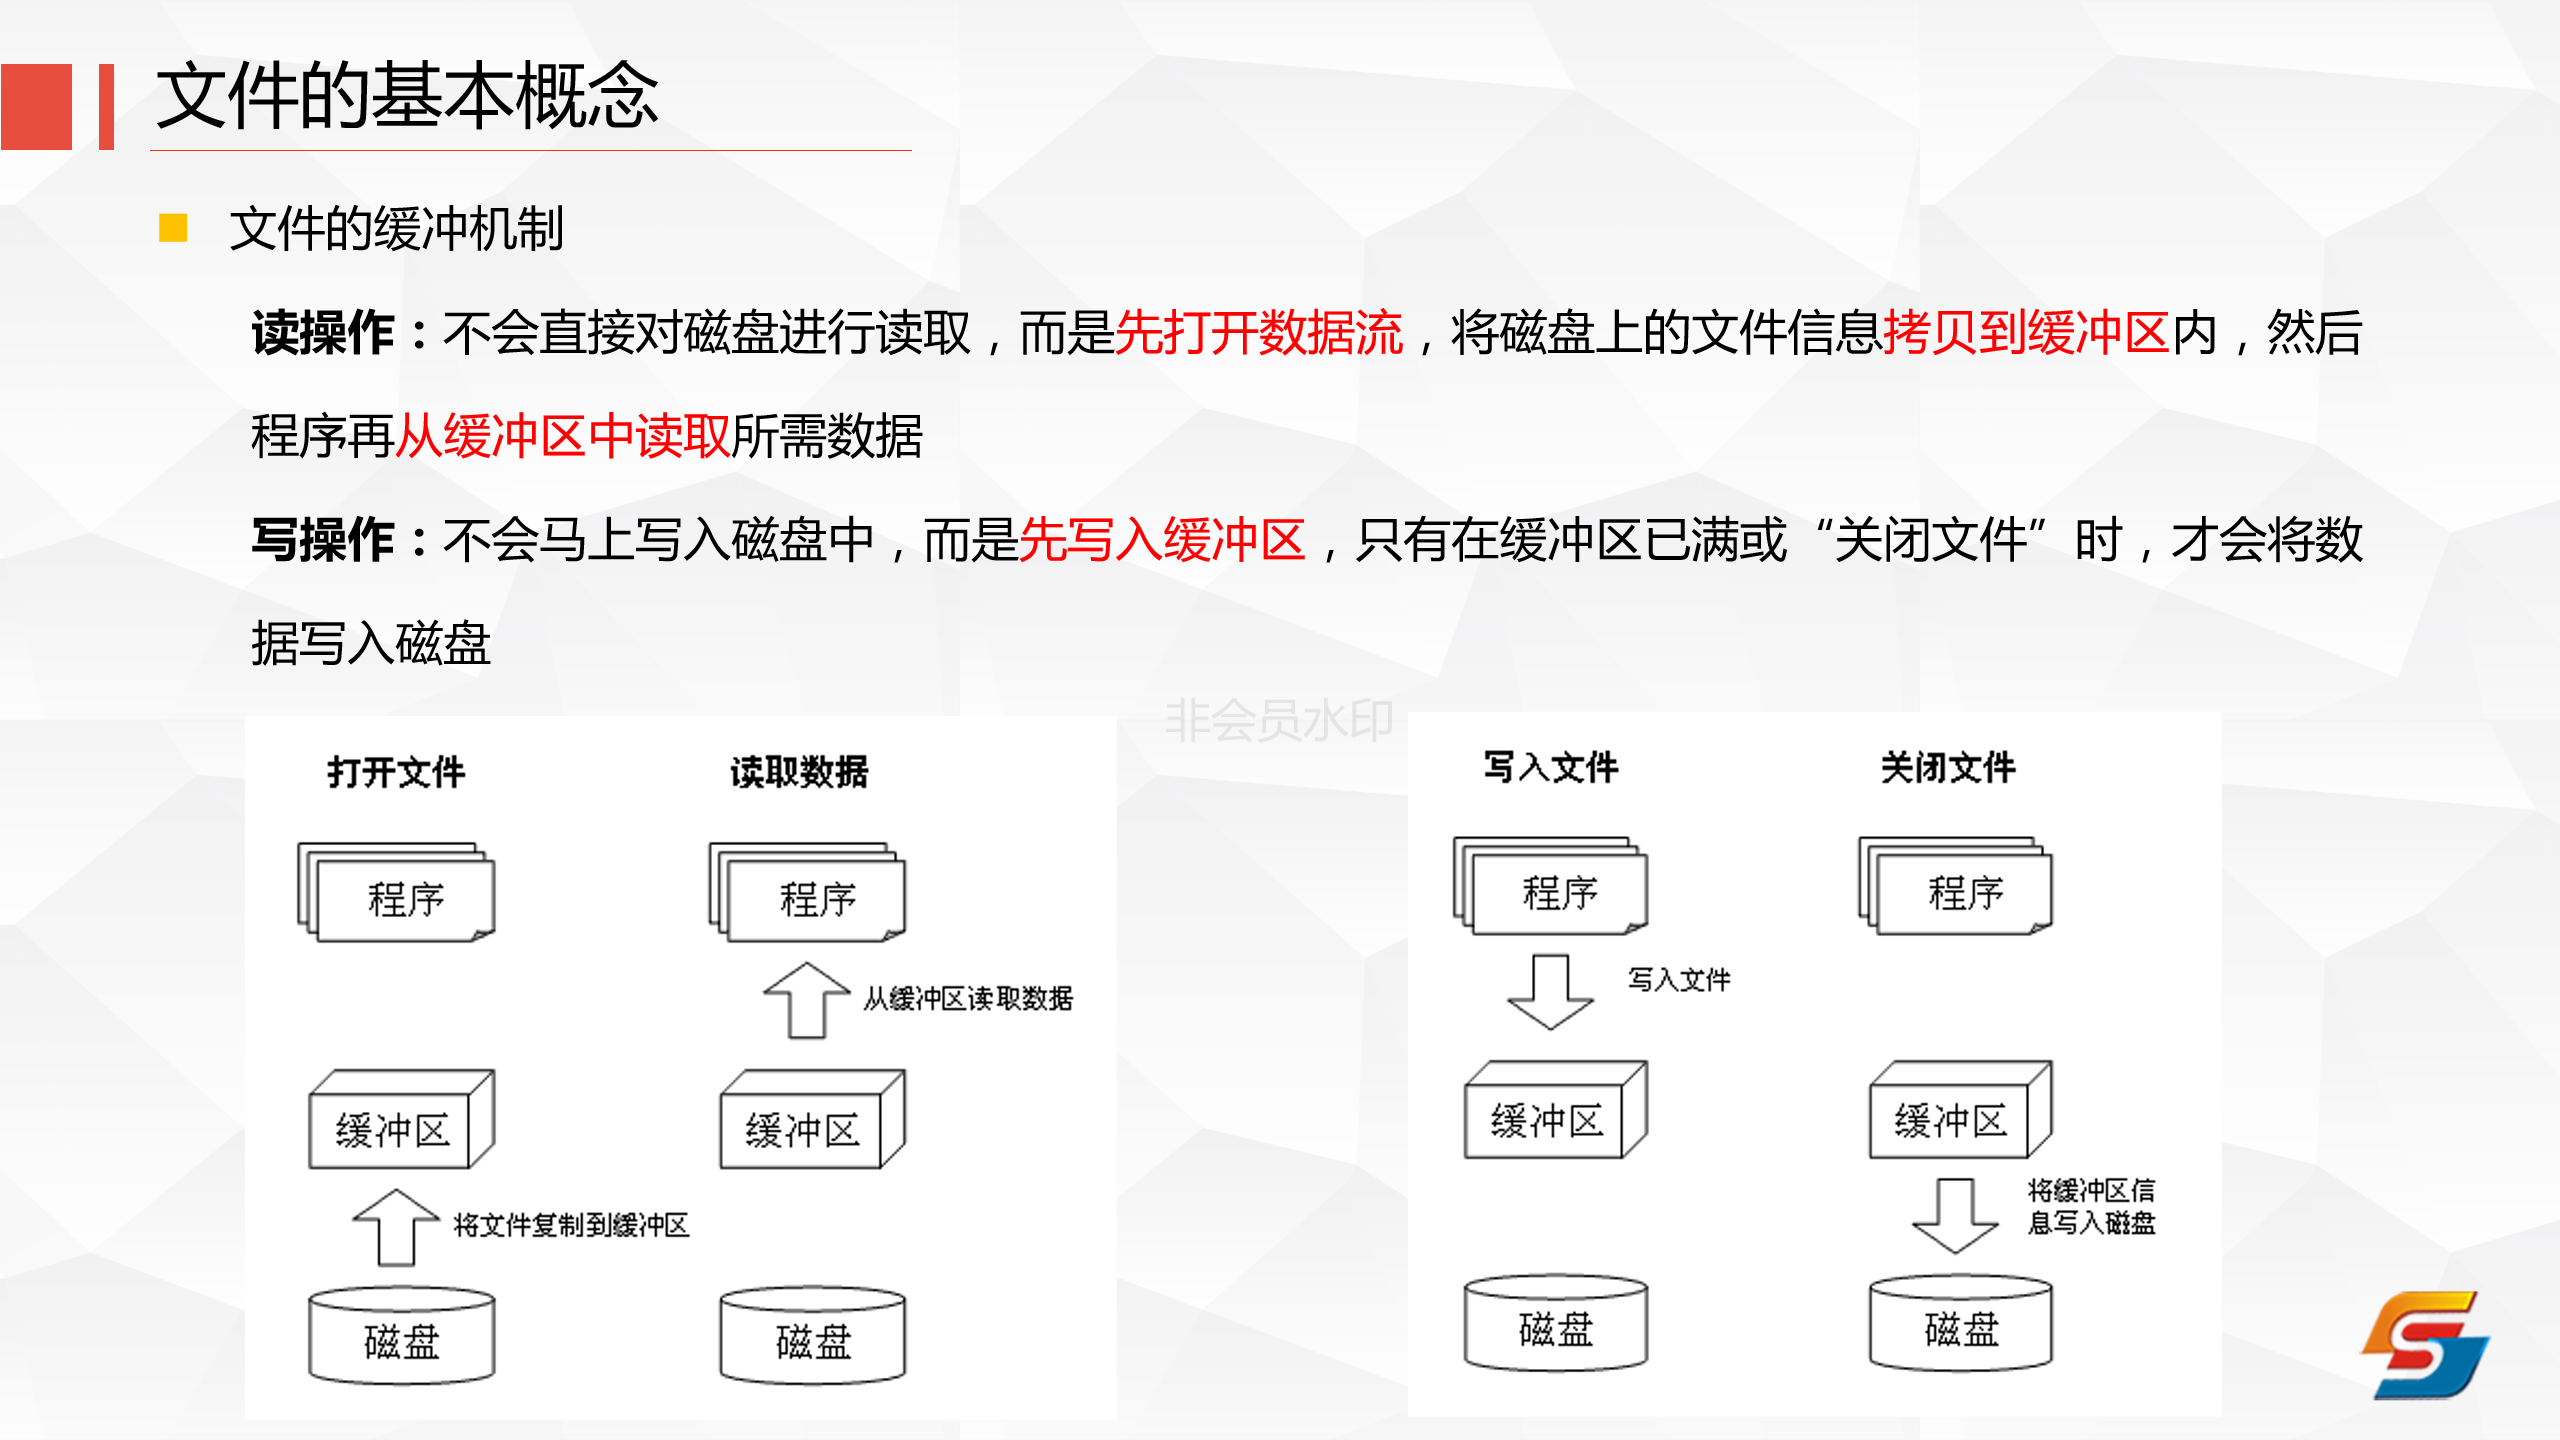 文件的基本概念
文件的缓冲机制
读操作：不会直接对磁盘进行读取，而是先打开数据流，将磁盘上的文件信息拷贝到缓冲区内，然后
程序再从缓冲区中读取所需数据
写操作：不会马上写入磁盘中，而是先写入缓冲区，只有在缓冲区已满或“关闭文件”时，才会将数
据写入磁盘
非会员水印
打开文件
读取数据
程序
程序
从缓冲区读取数据
缓冲区
缓冲区
将文件复制到缓冲区
磁盘
磁盘
写入文件
关闭文件
程序
程序
写入文件
缓冲区
缓冲区
将缓冲区信
息写入磁盘
磁盘
磁盘